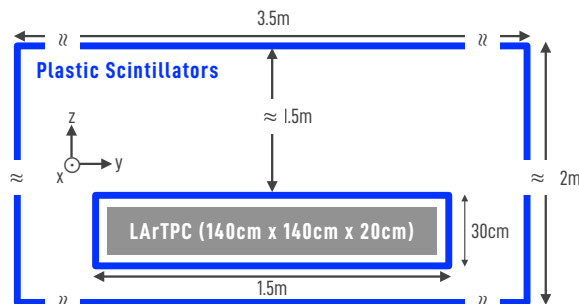 3.5m
Plastic Scintillators
≈ 1.5m
z
x
y
2m
LArTPC (140cm x 140cm x 20cm)
30cm
1.5m